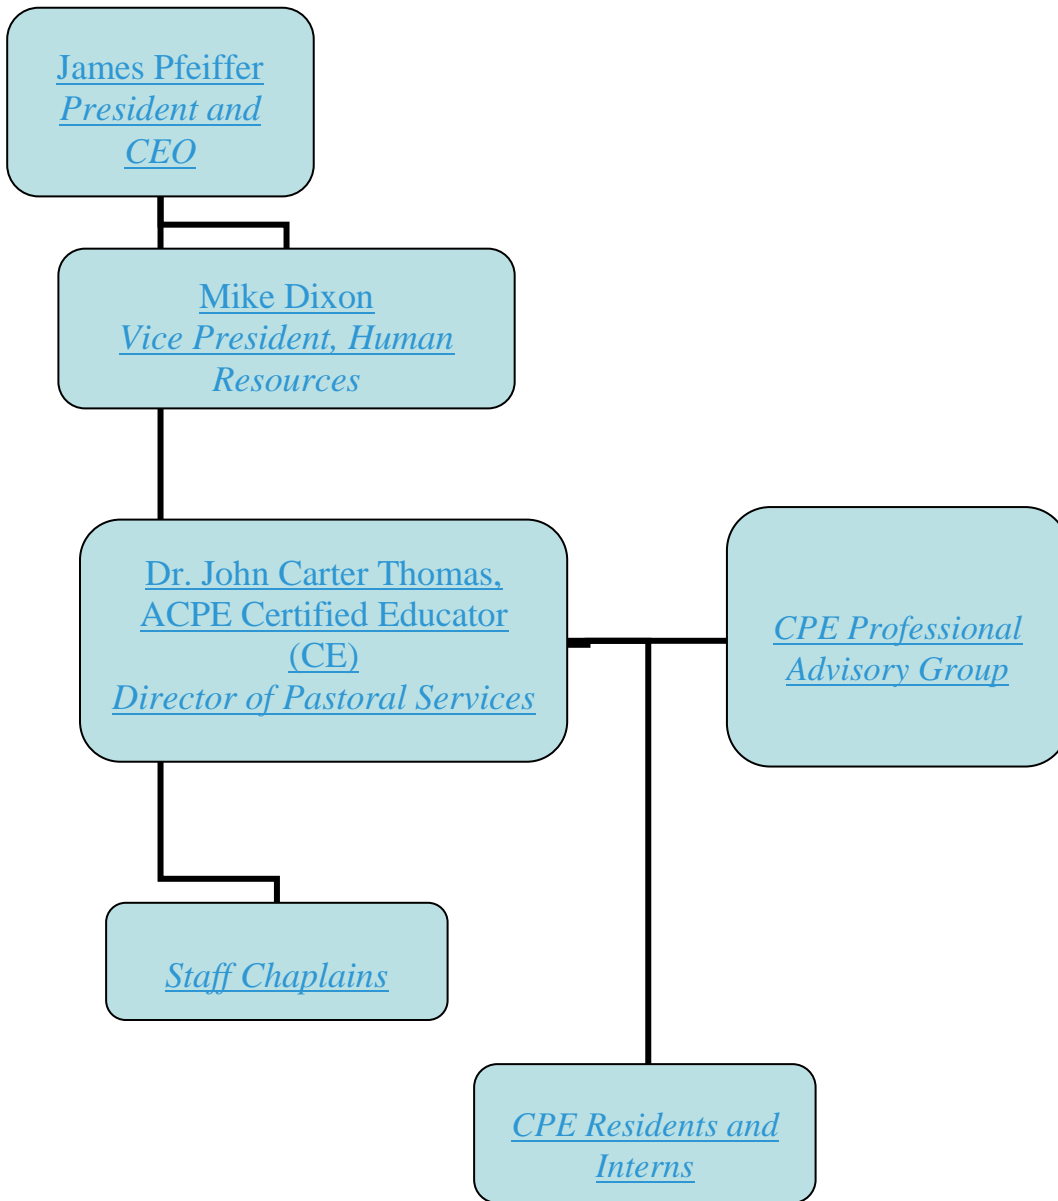 James Pfeiffer
President and
CEO
Mike Dixon
Vice President, Human
Resources
Dr. John Carter Thomas,
ACPE Certified Educator
(CE)
Director of Pastoral Services
CPE Professional
Advisory Group
Staff Chaplains
CPE Residents and
Interns